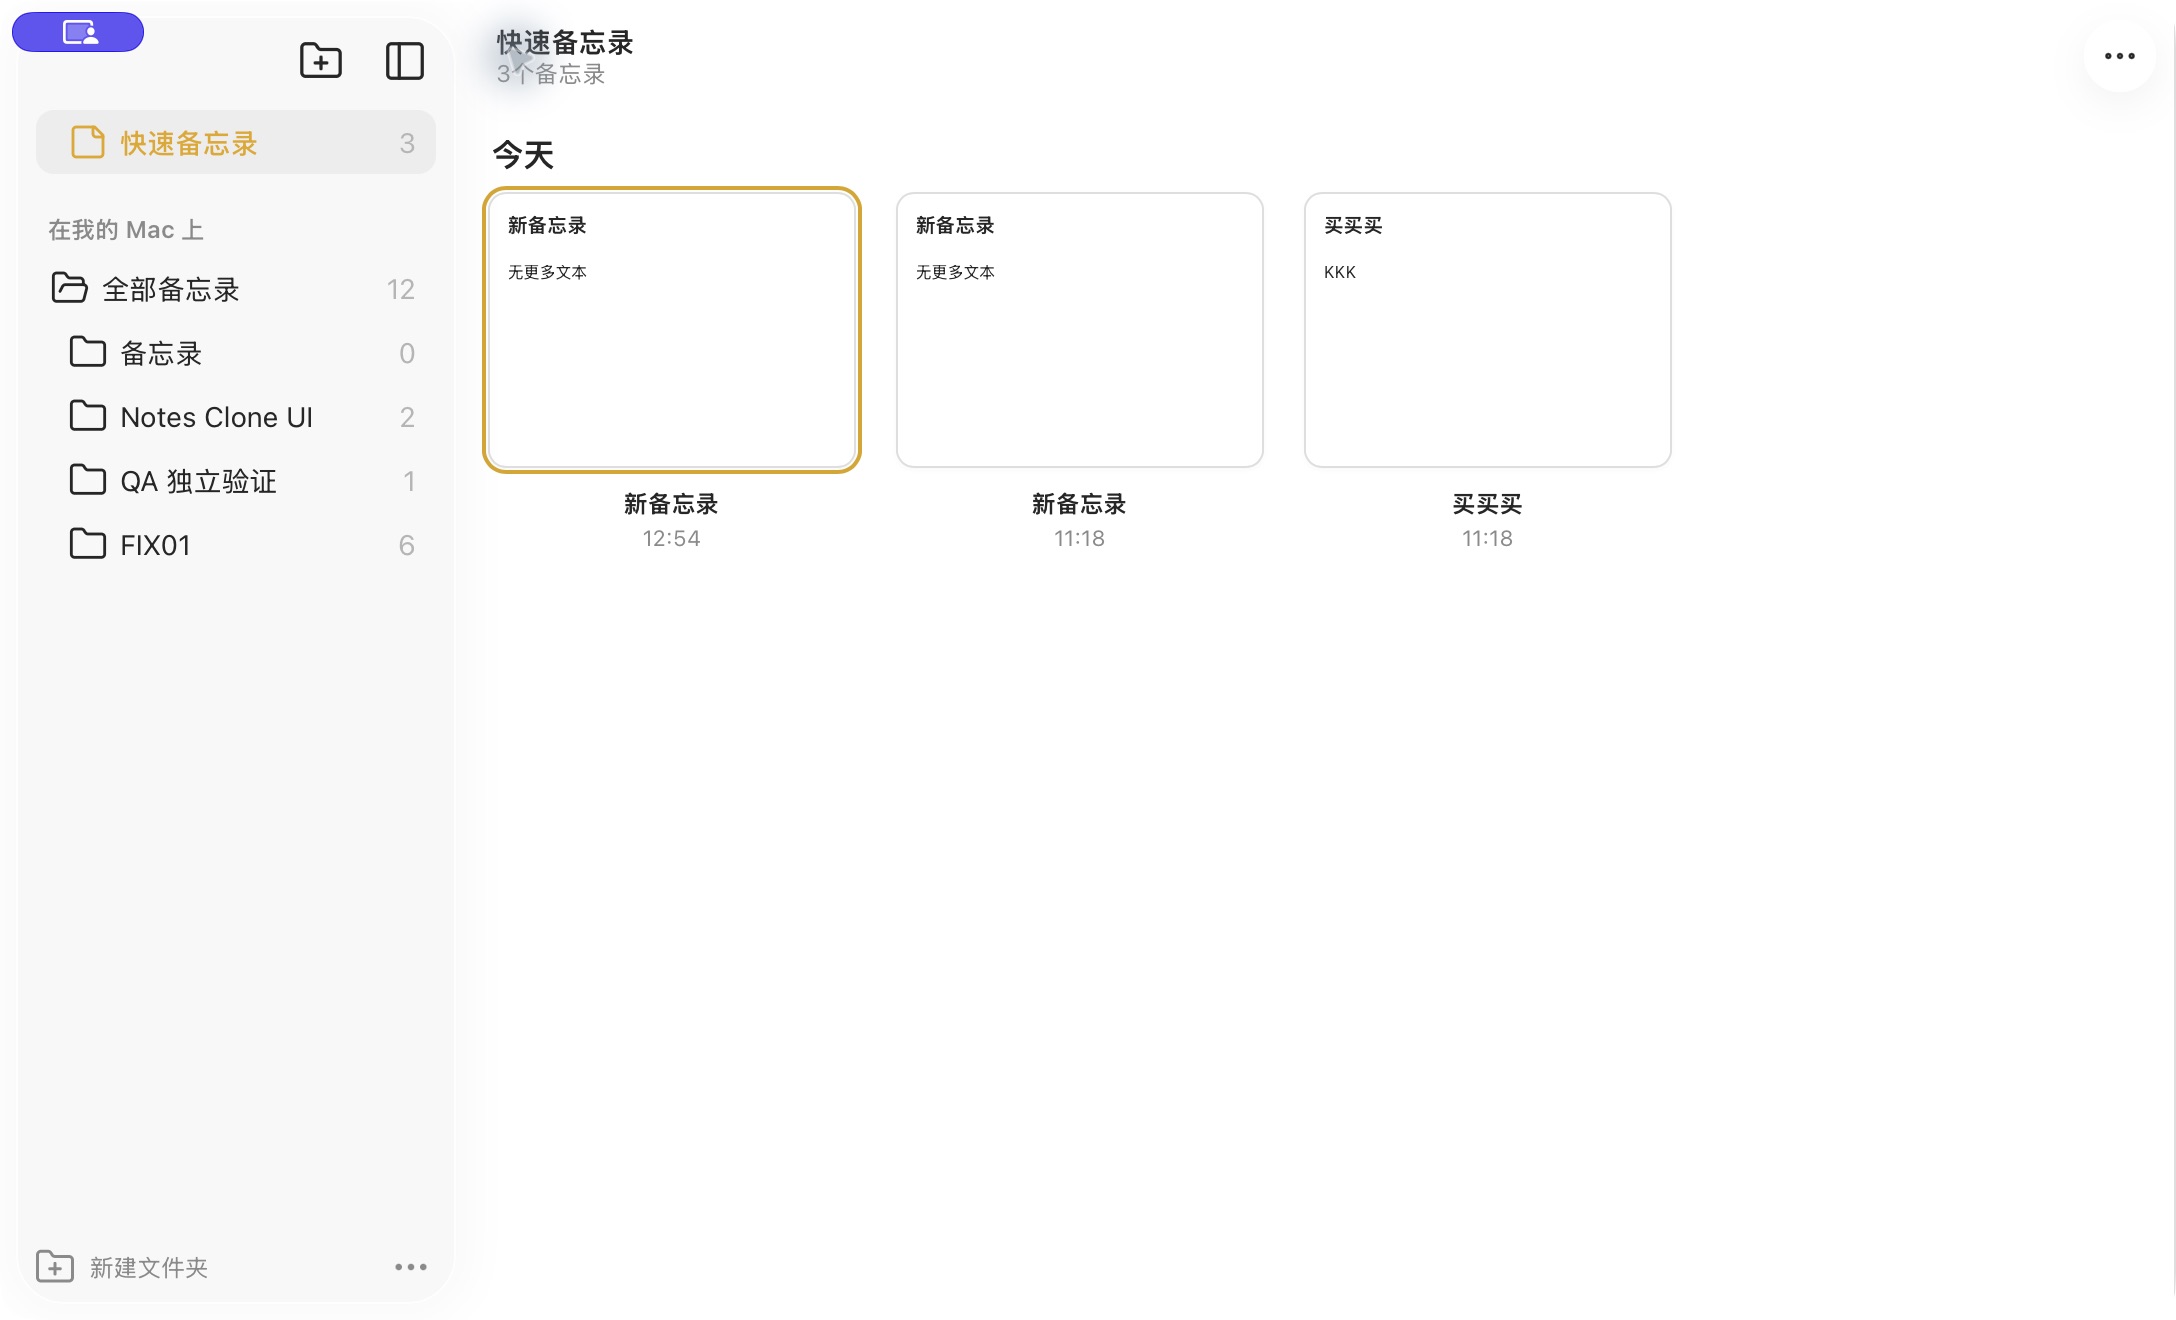 快速备忘录 3
在我的 Mac 上
全部备忘录 12
备忘录 0
Notes Clone UI 2
QA 独立验证 1
FIX01 6
新建文件夹
快速备忘录
3个备忘录
今天
新备忘录
无更多文本
新备忘录
12:54
新备忘录
无更多文本
新备忘录
11:18
买买买
KKK
买买买
11:18